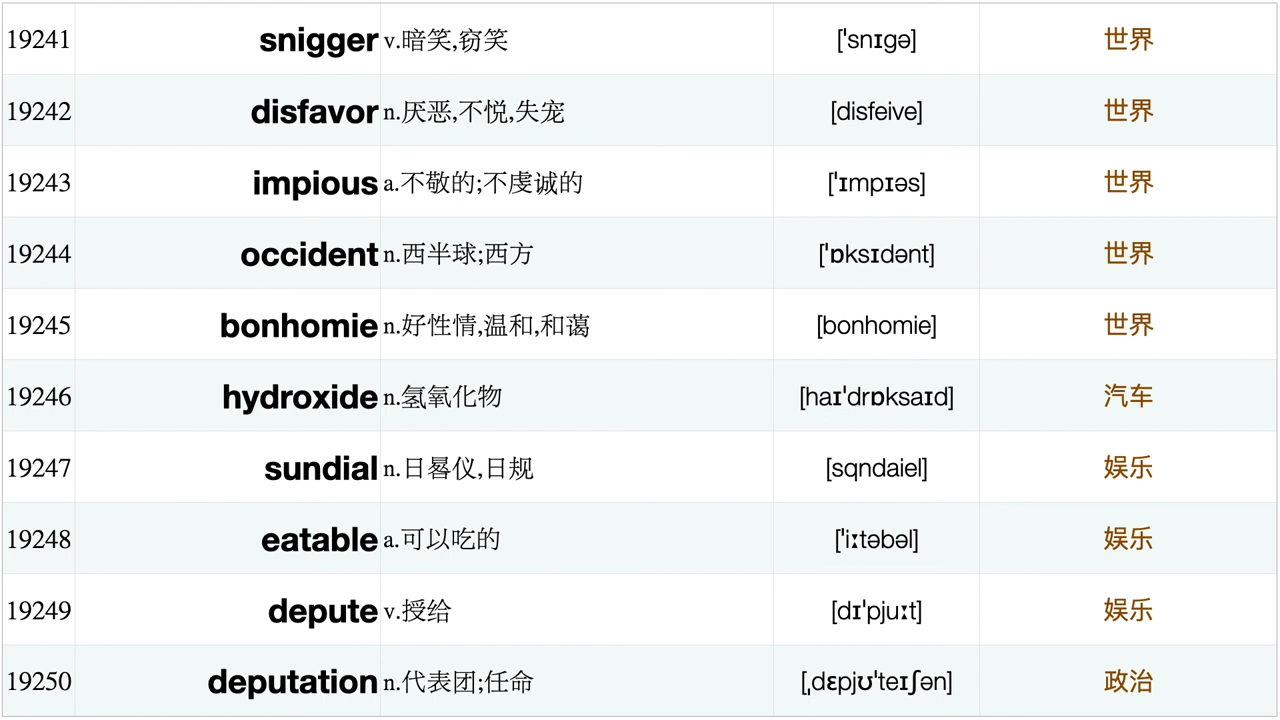 19241 snigger v.暗笑,窃笑 ['snɪgə] 世界
19242 disfavor n.厌恶,不悦,失宠 [disfeive] 世界
19243 impious a.不敬的;不虔诚的 ['ɪmpɪəs] 世界
19244 occident n.西半球;西方 ['ɒksɪdənt] 世界
19245 bonhomie n.好性情,温和,和蔼 [bonhomie] 世界
19246 hydroxide n.氢氧化物 [haɪ'drɒksaɪd] 汽车
19247 sundial n.日晷仪,日规 [sqndaiel] 娱乐
19248 eatable a.可以吃的 ['iːtəbəl] 娱乐
19249 depute v.授给 [dɪ'pjuːt] 娱乐
19250 deputation n.代表团;任命 [ˌdɛpjʊ'teɪʃən] 政治